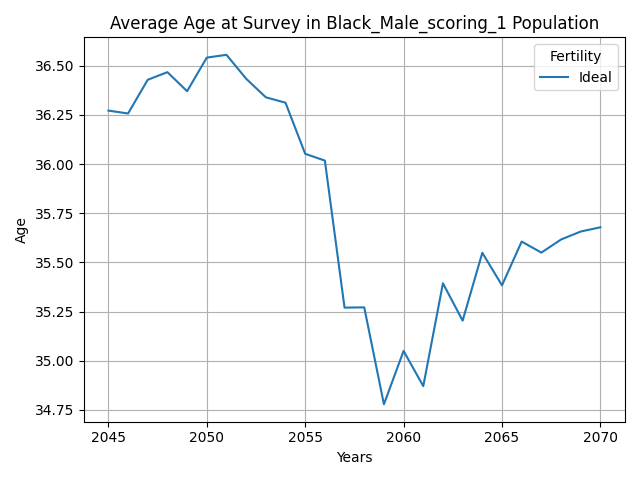 Average Age at Survey in Black_Male_scoring_1 Population
Fertility
Ideal
36.50
36.25
36.00
35.75
35.50
35.25
35.00
34.75
Age
2045 2050 2055 2060 2065 2070
Years